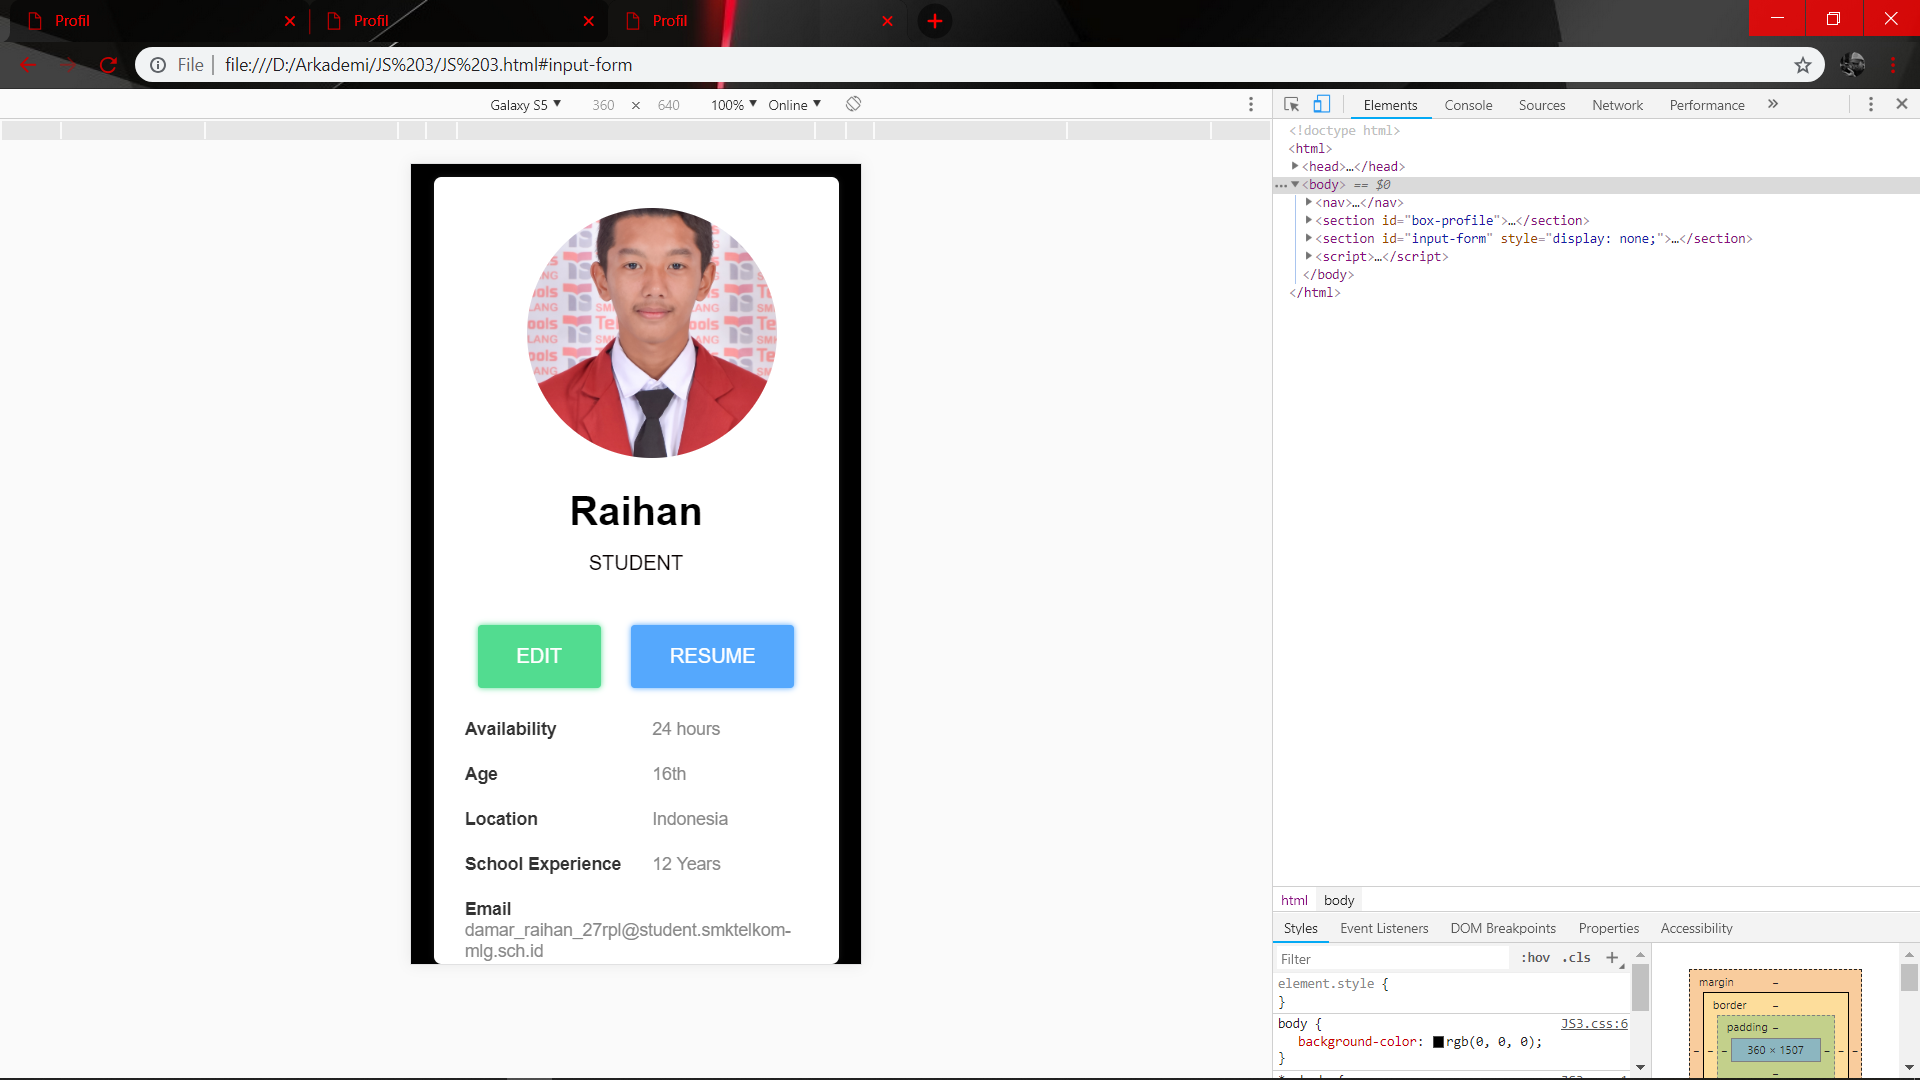 Profil
Profil
Profil
File
file:///D:/Arkademi/JS%203/JS%203.html#input-form
Galaxy S5 ▼ 360 × 640 100% ▼ Online ▼
Elements Console Sources Network Performance »
<!doctype html>
<html>
<head>…</head>
<body> == $0
<nav>…</nav>
<section id="box-profile">…</section>
<section id="input-form" style="display: none;">…</section>
<script>…</script>
</body>
</html>
Raihan
STUDENT
EDIT RESUME
Availability 24 hours
Age 16th
Location Indonesia
School Experience 12 Years
Email
damar_raihan_27rpl@student.smktelkom-
mlg.sch.id
html body
Styles Event Listeners DOM Breakpoints Properties Accessibility
Filter :hov .cls +
element.style {
}
body { JS3.css:6
background-color: rgb(0, 0, 0);
}
margin –
border –
padding –
360 × 1507